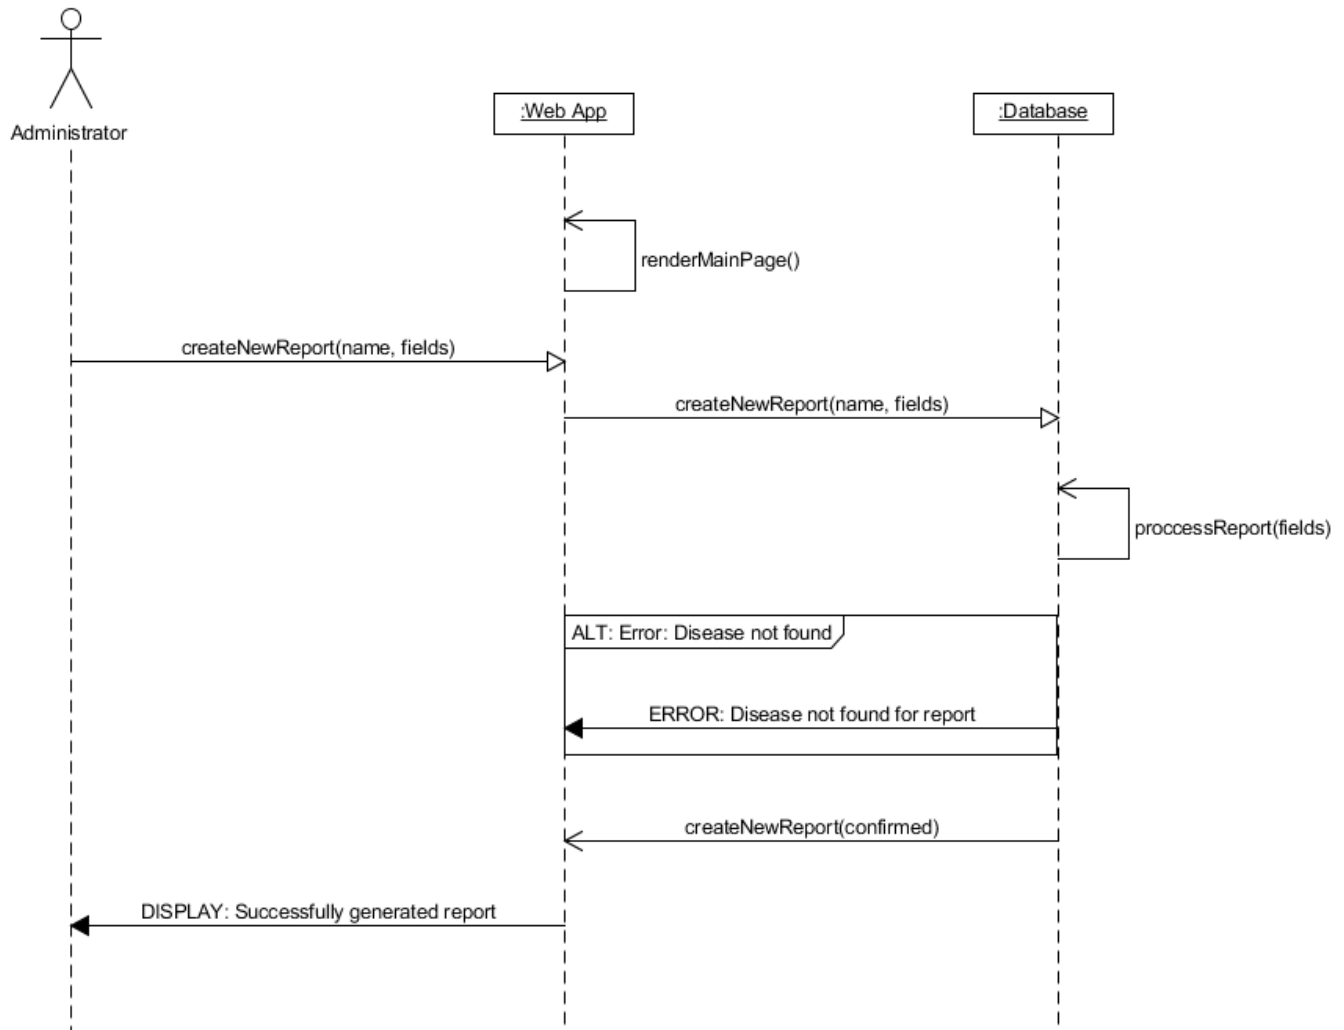 Administrator
:Web App
:Database
renderMainPage()
createNewReport(name, fields)
createNewReport(name, fields)
proccessReport(fields)
ALT: Error: Disease not found
ERROR: Disease not found for report
createNewReport(confirmed)
DISPLAY: Successfully generated report